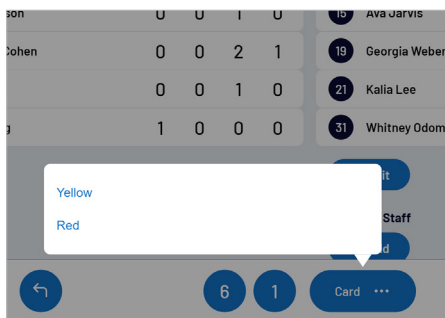 son 0 0 1 0 15 Ava Jarvis
Cohen 0 0 2 1 19 Georgia Weber
0 0 1 0 21 Kalia Lee
g 1 0 0 0 31 Whitney Odom
it
Yellow
Staff
Red
d
6 1 Card ...